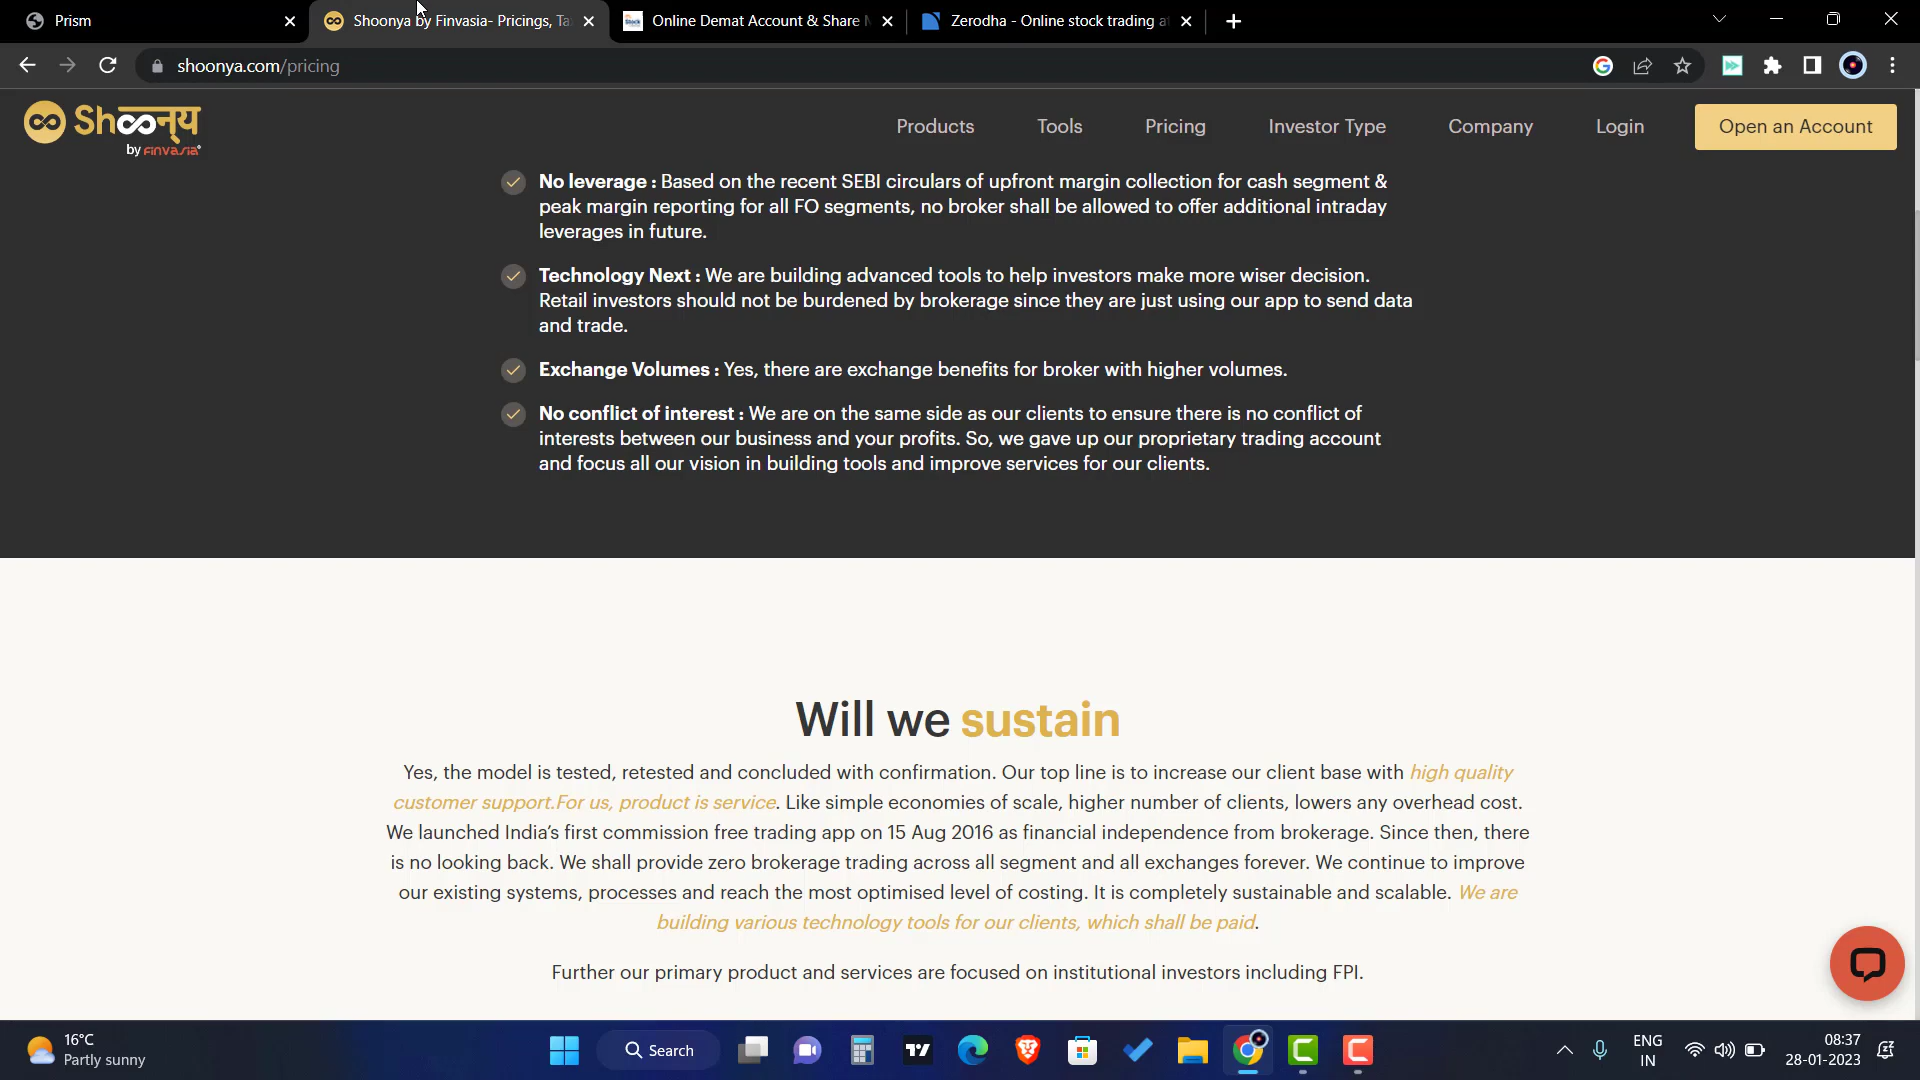 Prism
Shoonya by Finvasia- Pricings, Ta
Online Demat Account & Share M
Zerodha - Online stock trading at
shoonya.com/pricing
Shooन्य
by FINVASIA
Products
Tools
Pricing
Investor Type
Company
Login
Open an Account
No leverage : Based on the recent SEBI circulars of upfront margin collection for cash segment &
peak margin reporting for all FO segments, no broker shall be allowed to offer additional intraday
leverages in future.
Technology Next : We are building advanced tools to help investors make more wiser decision.
Retail investors should not be burdened by brokerage since they are just using our app to send data
and trade.
Exchange Volumes : Yes, there are exchange benefits for broker with higher volumes.
No conflict of interest : We are on the same side as our clients to ensure there is no conflict of
interests between our business and your profits. So, we gave up our proprietary trading account
and focus all our vision in building tools and improve services for our clients.
Will we sustain
Yes, the model is tested, retested and concluded with confirmation. Our top line is to increase our client base with high quality
customer support.For us, product is service. Like simple economies of scale, higher number of clients, lowers any overhead cost.
We launched India's first commission free trading app on 15 Aug 2016 as financial independence from brokerage. Since then, there
is no looking back. We shall provide zero brokerage trading across all segment and all exchanges forever. We continue to improve
our existing systems, processes and reach the most optimised level of costing. It is completely sustainable and scalable. We are
building various technology tools for our clients, which shall be paid.
Further our primary product and services are focused on institutional investors including FPI.
16°C
Partly sunny
Search
ENG
IN
08:37
28-01-2023